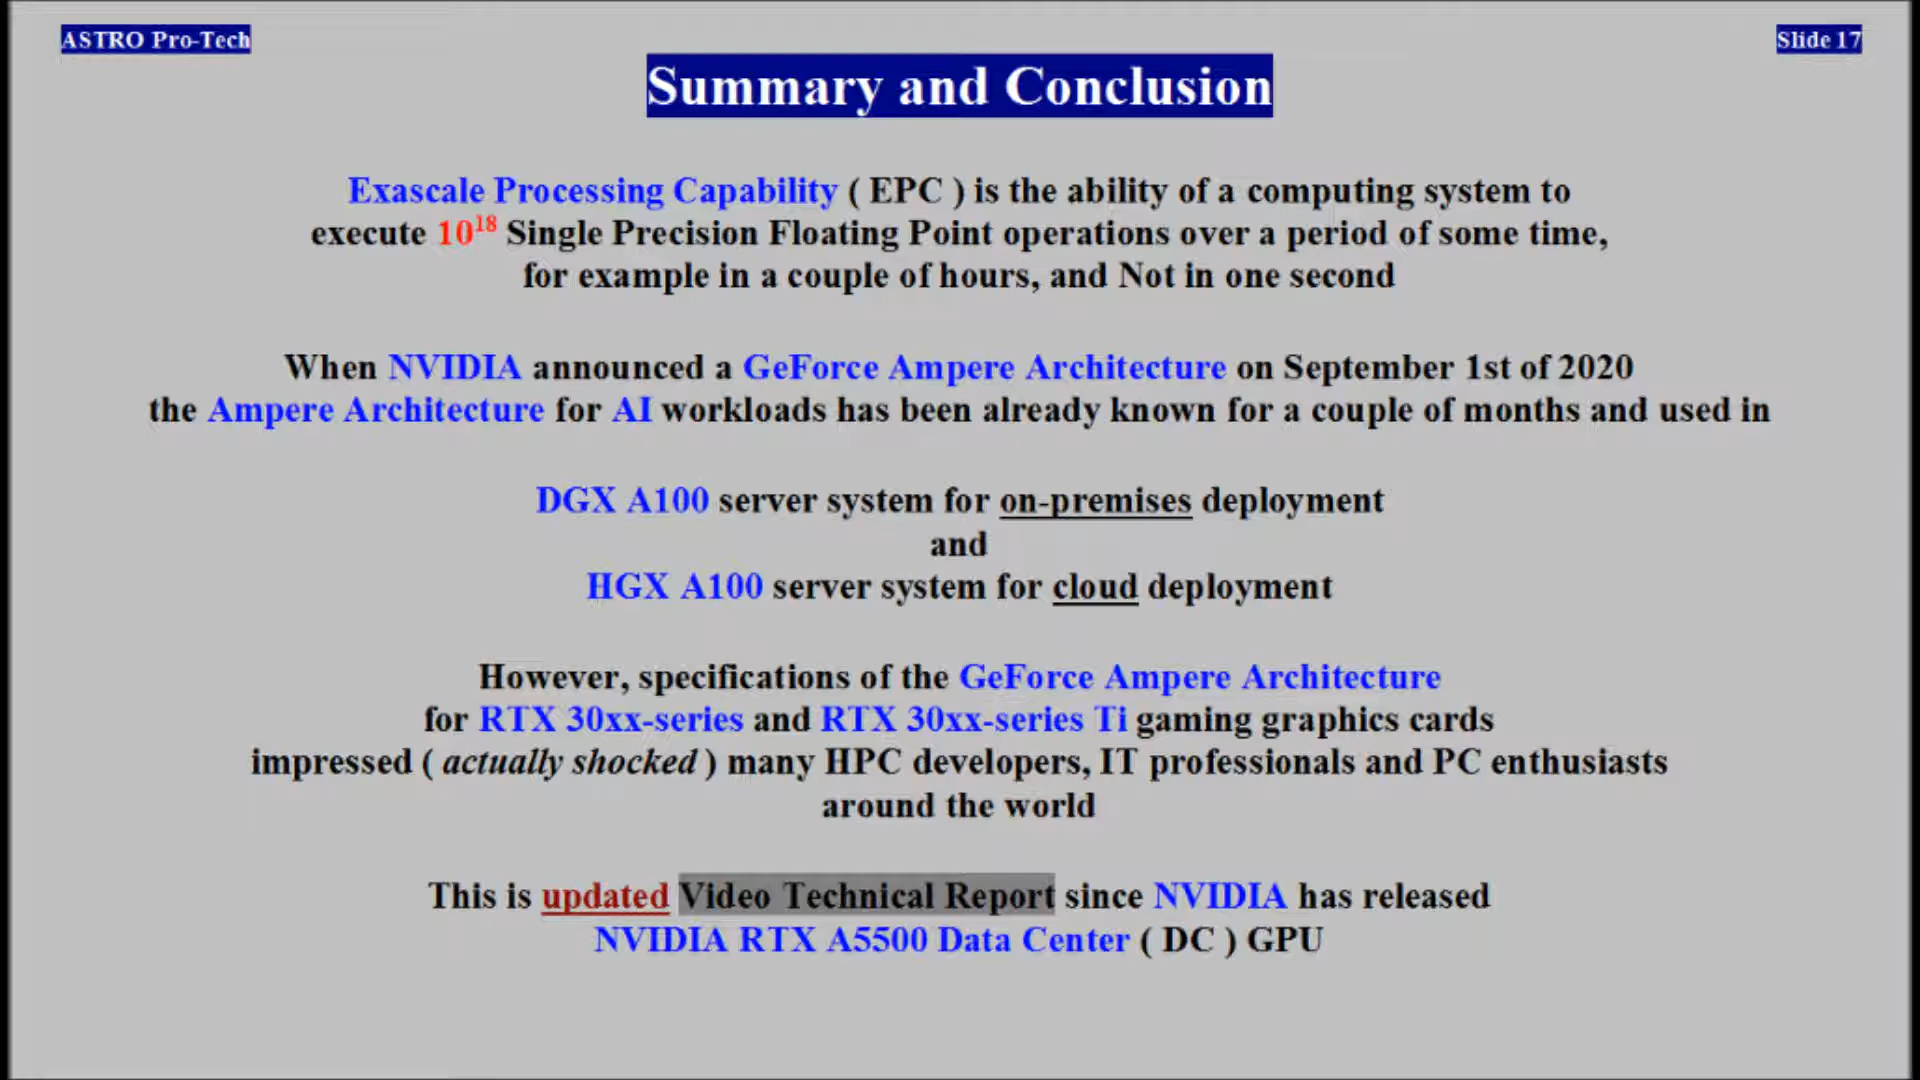 ASTRO Pro-Tech
Slide 17
Summary and Conclusion
Exascale Processing Capability ( EPC ) is the ability of a computing system to
execute 10¹⁸ Single Precision Floating Point operations over a period of some time,
for example in a couple of hours, and Not in one second
When NVIDIA announced a GeForce Ampere Architecture on September 1st of 2020
the Ampere Architecture for AI workloads has been already known for a couple of months and used in
DGX A100 server system for on-premises deployment
and
HGX A100 server system for cloud deployment
However, specifications of the GeForce Ampere Architecture
for RTX 30xx-series and RTX 30xx-series Ti gaming graphics cards
impressed ( actually shocked ) many HPC developers, IT professionals and PC enthusiasts
around the world
This is updated Video Technical Report since NVIDIA has released
NVIDIA RTX A5500 Data Center ( DC ) GPU